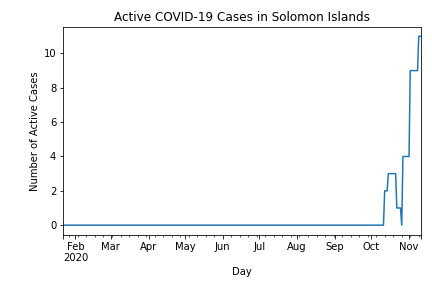 Active COVID-19 Cases in Solomon Islands
Number of Active Cases
10
8
6
4
2
0
Feb Mar Apr May Jun Jul Aug Sep Oct Nov
2020
Day